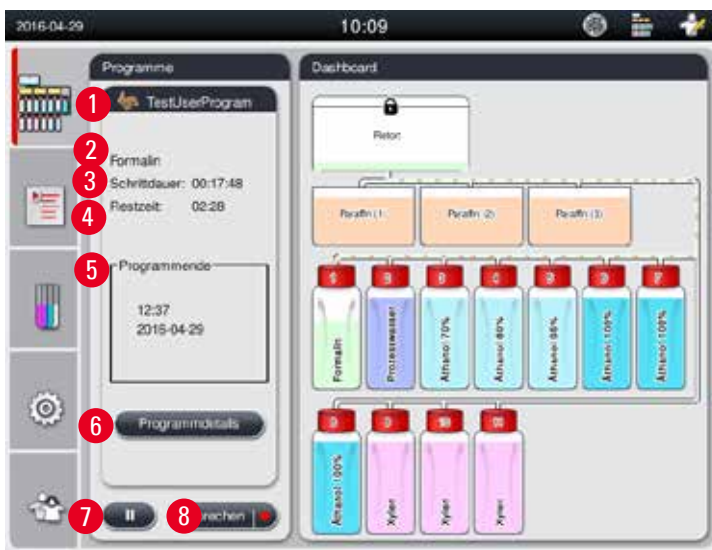 2016-04-29
10:09
Programme
1 TestUserProgram
2
Formalin
3 Schrittdauer: 00:17:48
4 Restzeit: 02:28
5 Programmende
12:37
2016-04-29
6 Programmdetails
7
8 rechen
Dashboard
Retort
Paraffin (1)
Paraffin (2)
Paraffin (3)
Formalin
Prozesswasser
Äthanol 70%
Äthanol 80%
Äthanol 95%
Äthanol 100%
Äthanol 100%
Äthanol 100%
Xylen
Xylen
Xylen